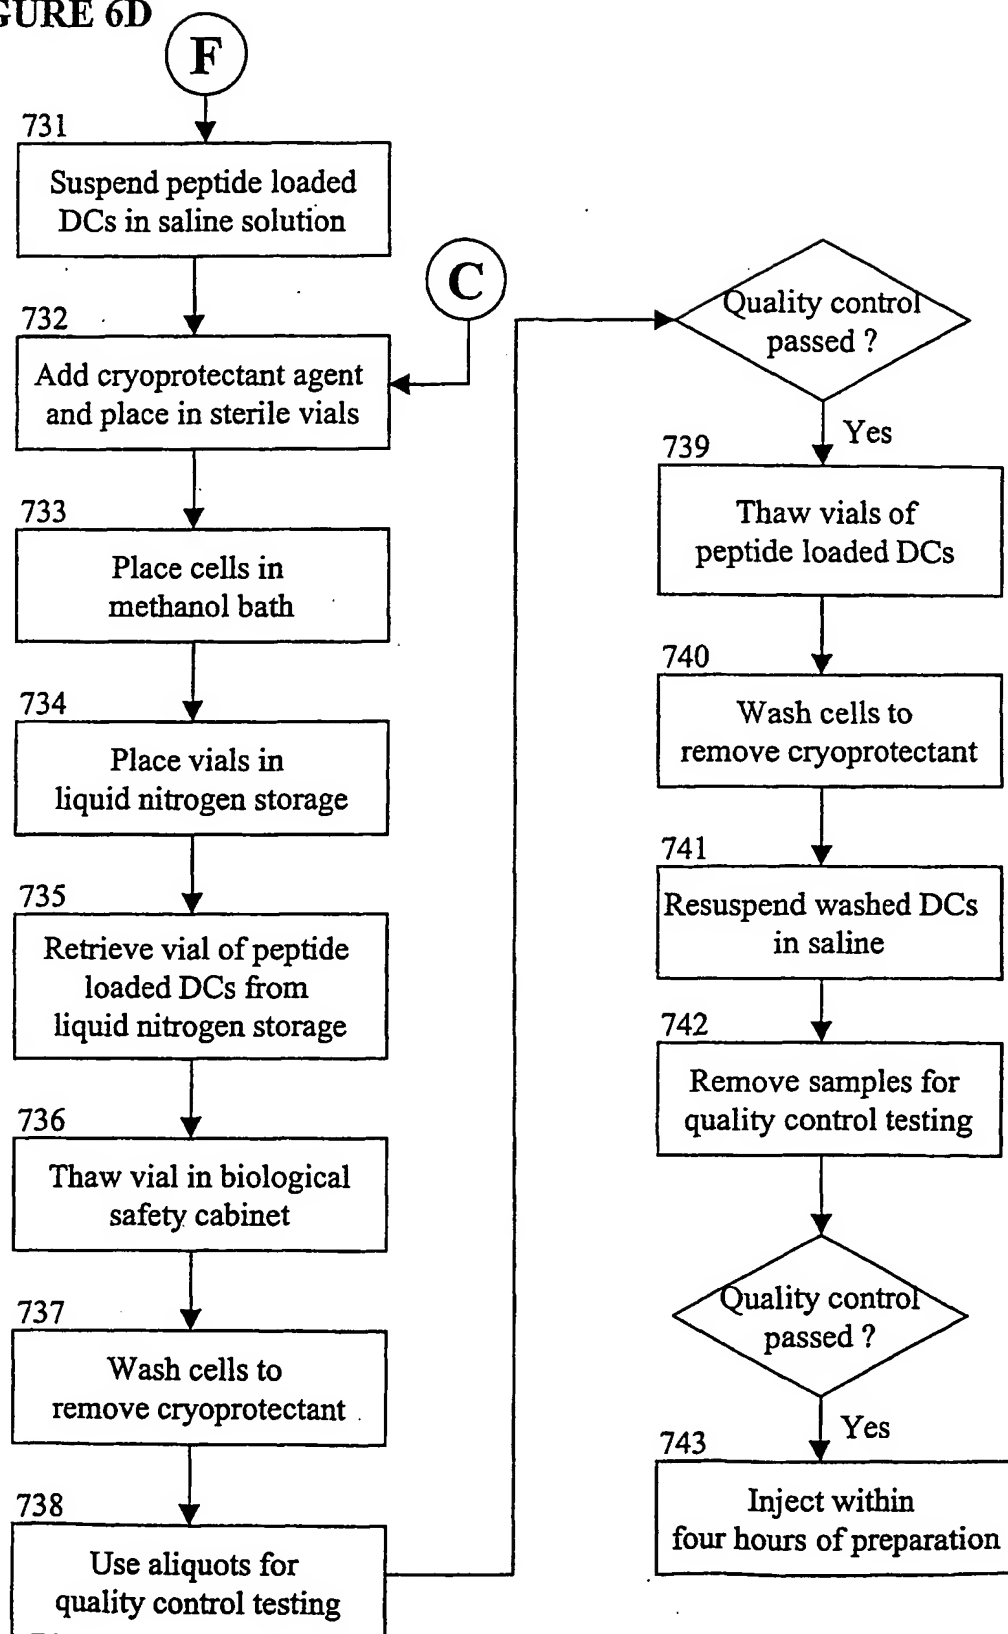 GURE 6D
F
731
Suspend peptide loaded
DCs in saline solution
C
732
Add cryoprotectant agent
and place in sterile vials
733
Place cells in
methanol bath
734
Place vials in
liquid nitrogen storage
735
Retrieve vial of peptide
loaded DCs from
liquid nitrogen storage
736
Thaw vial in biological
safety cabinet
737
Wash cells to
remove cryoprotectant
738
Use aliquots for
quality control testing
Quality control
passed ?
Yes
739
Thaw vials of
peptide loaded DCs
740
Wash cells to
remove cryoprotectant
741
Resuspend washed DCs
in saline
742
Remove samples for
quality control testing
Quality control
passed ?
Yes
743
Inject within
four hours of preparation